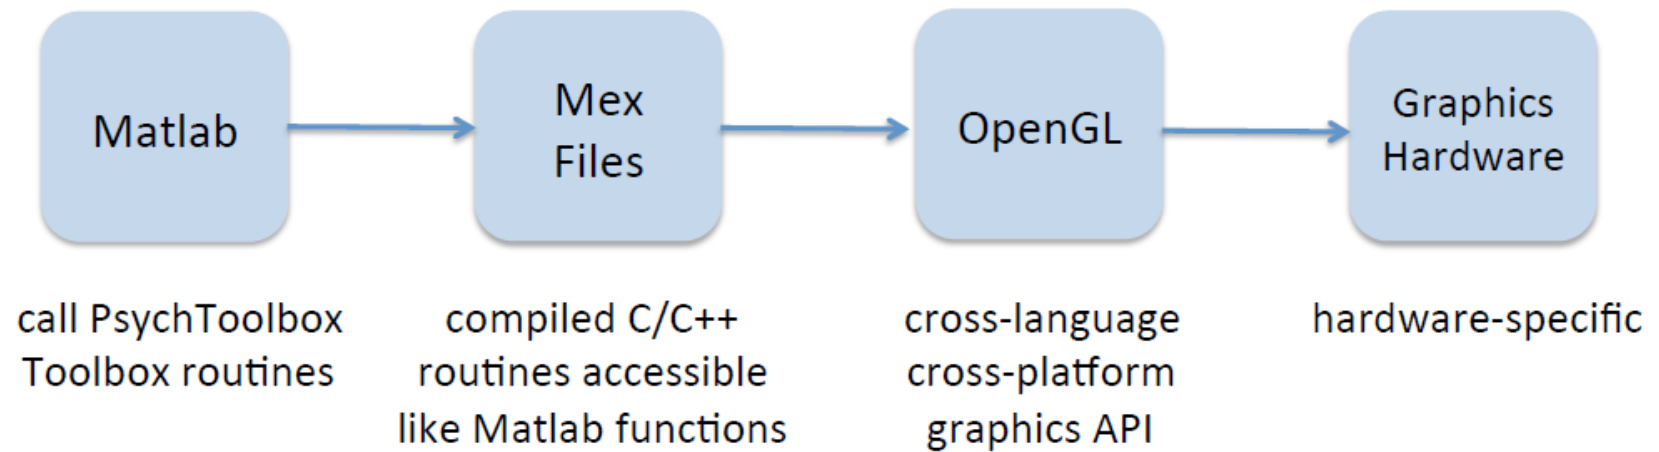 Matlab
Mex
Files
OpenGL
Graphics
Hardware
call PsychToolbox
Toolbox routines
compiled C/C++
routines accessible
like Matlab functions
cross-language
cross-platform
graphics API
hardware-specific